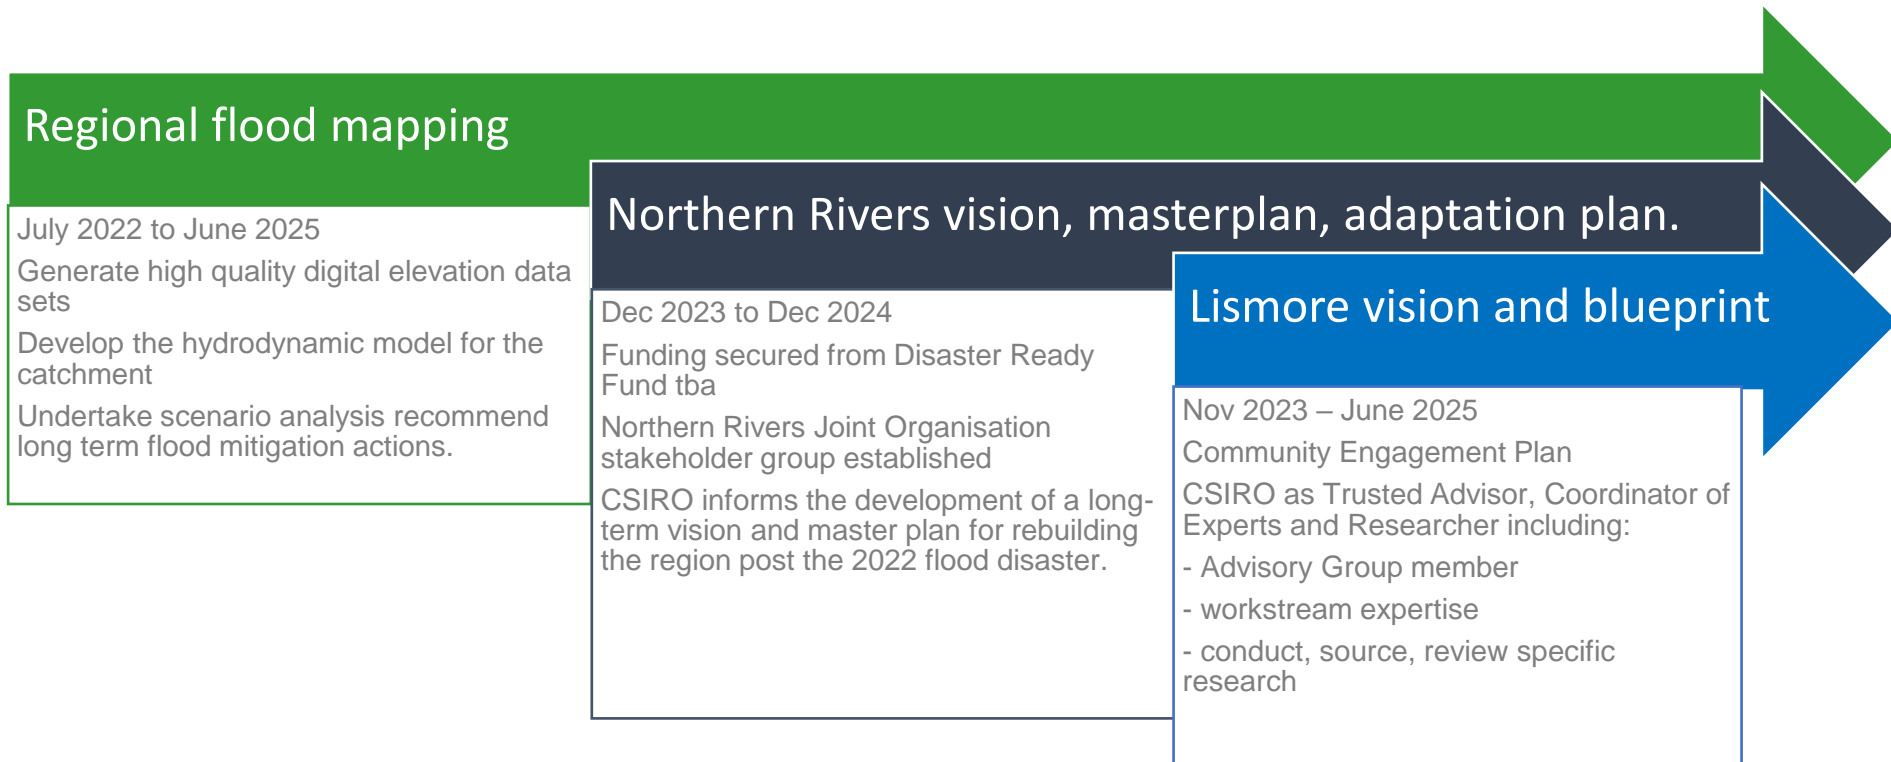 Regional flood mapping
July 2022 to June 2025
Generate high quality digital elevation data
sets
Develop the hydrodynamic model for the
catchment
Undertake scenario analysis recommend
long term flood mitigation actions.
Northern Rivers vision, masterplan, adaptation plan.
Dec 2023 to Dec 2024
Funding secured from Disaster Ready
Fund tba
Northern Rivers Joint Organisation
stakeholder group established
CSIRO informs the development of a long-
term vision and master plan for rebuilding
the region post the 2022 flood disaster.
Lismore vision and blueprint
Nov 2023 – June 2025
Community Engagement Plan
CSIRO as Trusted Advisor, Coordinator of
Experts and Researcher including:
- Advisory Group member
- workstream expertise
- conduct, source, review specific
research